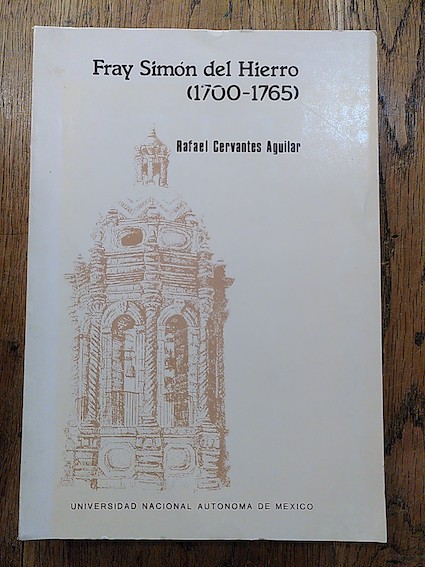 Fray Simón del Hierro
(1700-1765)
Rafael Cervantes Aguilar
UNIVERSIDAD NACIONAL AUTONOMA DE MEXICO